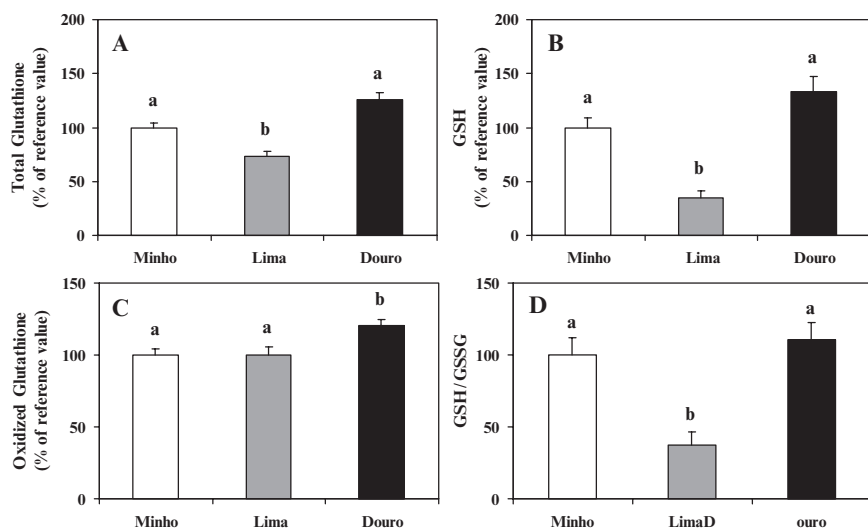 A
Total Glutathione
(% of reference value)
200
150
100
50
0
a
b
a
Minho Lima Douro
B
GSH
(% of reference value)
200
150
100
50
0
a
b
a
Minho Lima Douro
C
Oxidized Glutathione
(% of reference value)
150
100
50
0
a
a
b
Minho Lima Douro
D
GSH/GSSG
150
100
50
0
a
b
a
Minho LimaD ouro